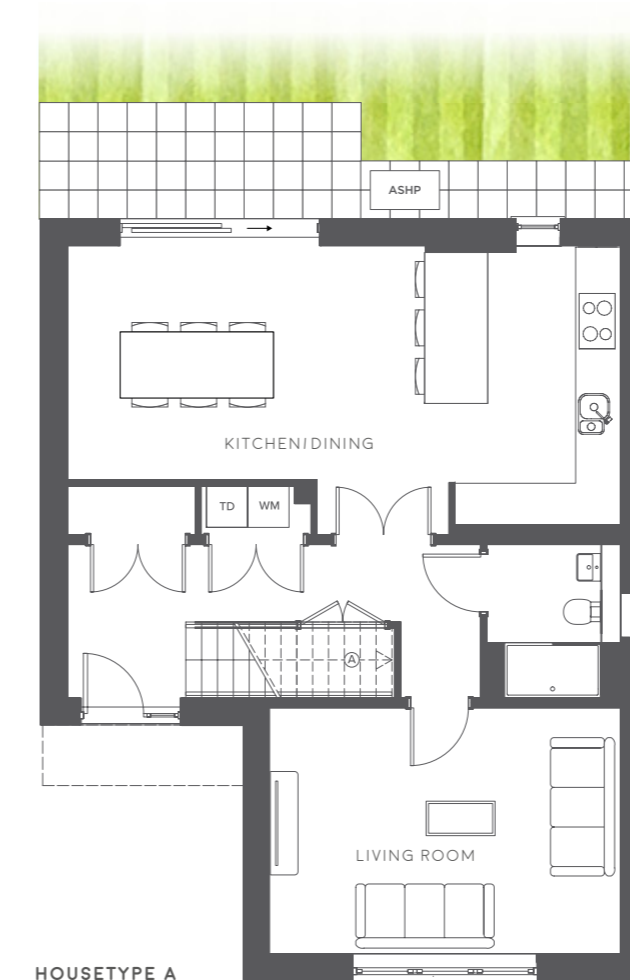 ASHP
KITCHEN/DINING
TD WM
A
LIVING ROOM
HOUSETYPE A